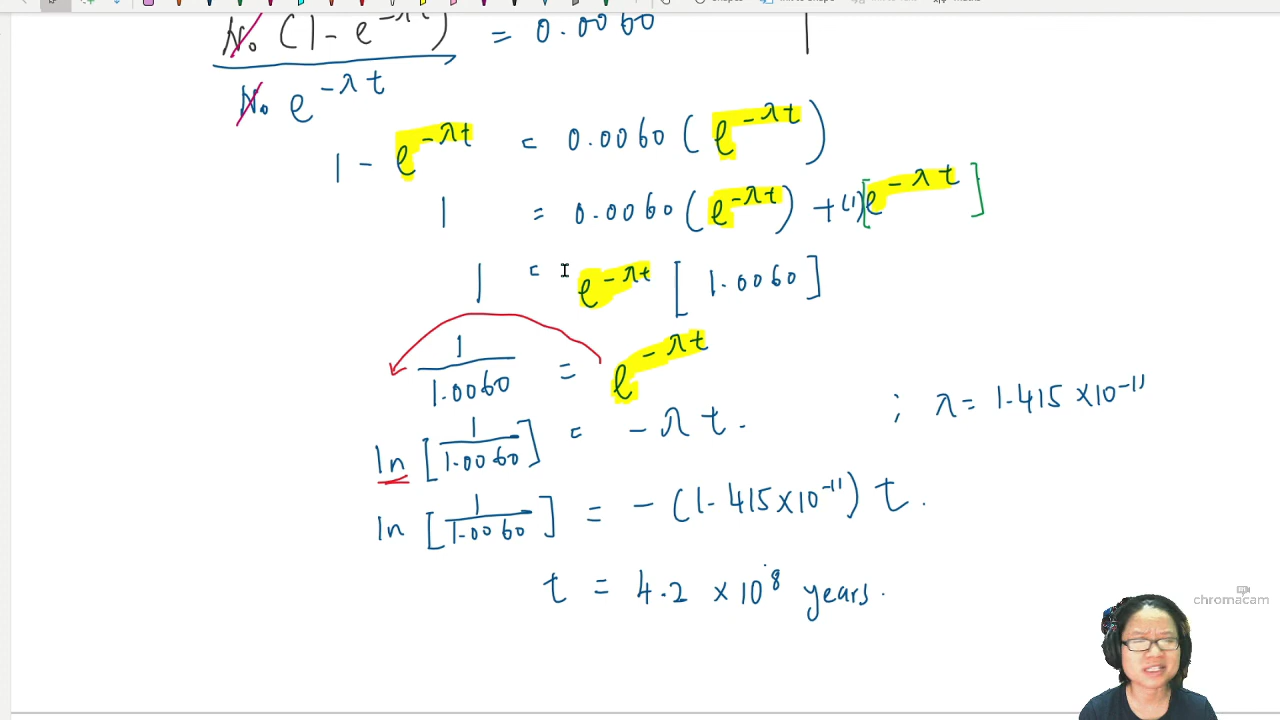 N₀ (1 - e^-λt) = 0.0060
N₀ e^-λt
1 - e^-λt = 0.0060 (e^-λt)
1 = 0.0060 (e^-λt) + (1)[e^-λt]
1 = e^-λt [1.0060]
1/1.0060 = e^-λt
ln [1/1.0060] = -λt. ; λ = 1.415 × 10^-11
ln [1/1.0060] = -(1.415×10^-11) t.
t = 4.2 × 10^8 years.
chromacam